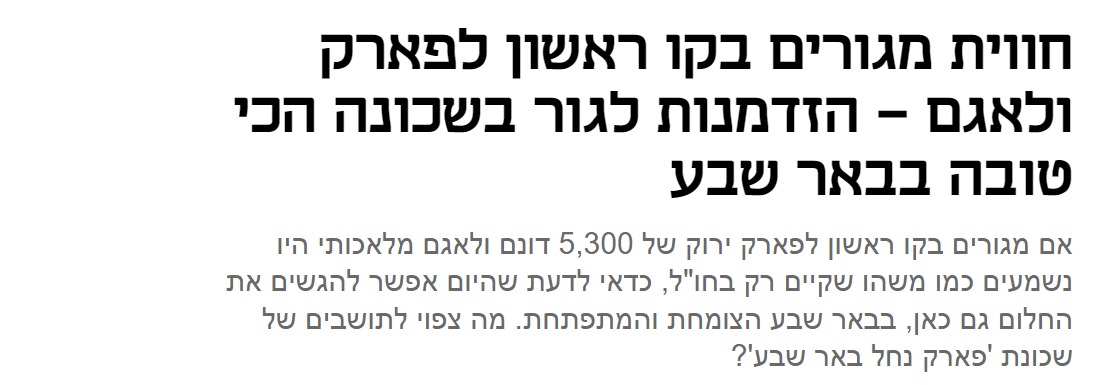 חווית מגורים בקו ראשון לפארק
ולאגם – הזדמנות לגור בשכונה הכי
טובה בבאר שבע
אם מגורים בקו ראשון לפארק ירוק של 5,300 דונם ולאגם מלאכותי היו
נשמעים כמו משהו שקיים רק בחו"ל, כדאי לדעת שהיום אפשר להגשים את
החלום גם כאן, בבאר שבע הצומחת והמתפתחת. מה צפוי לתושבים של
שכונת 'פארק נחל באר שבע'?